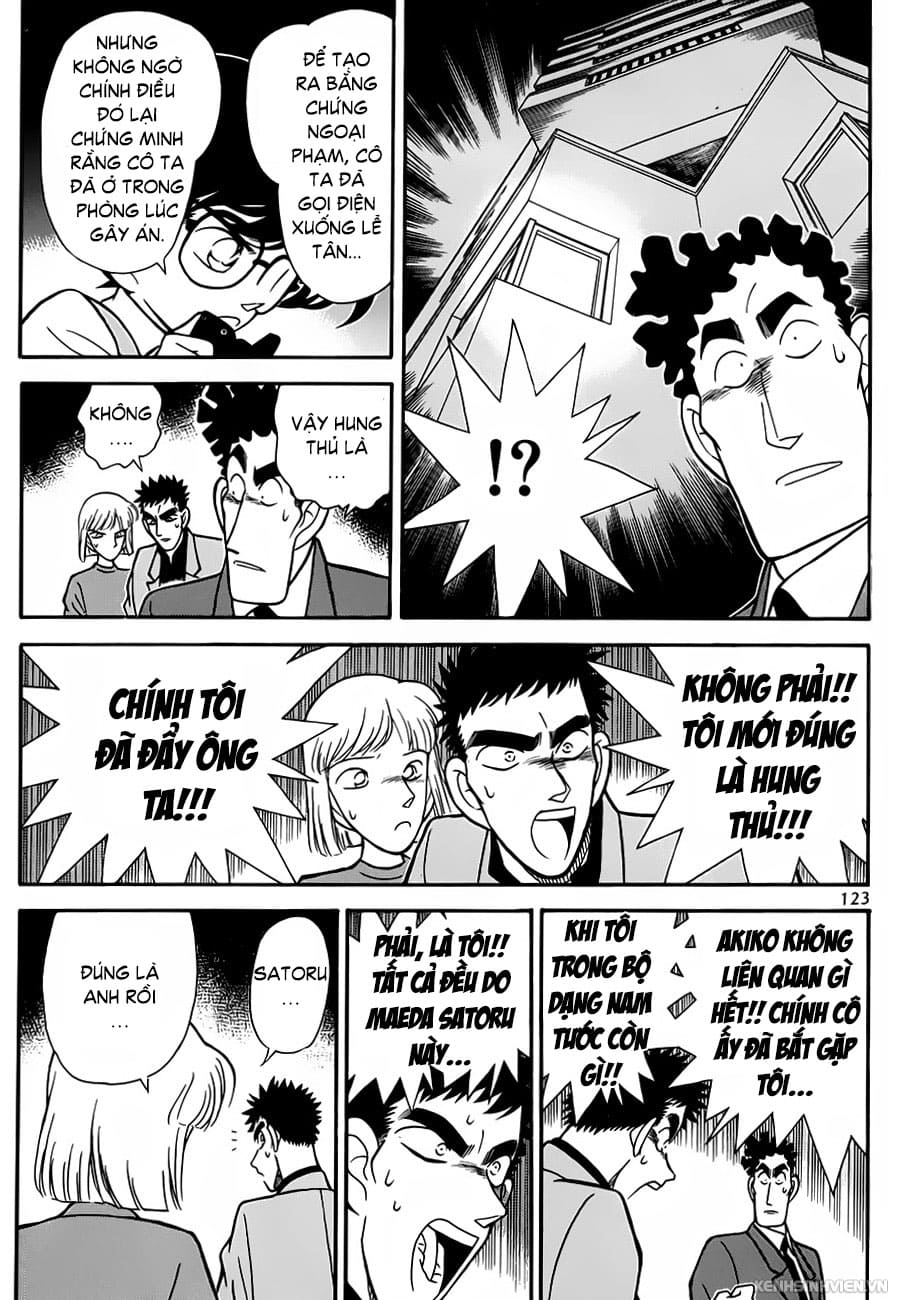 !?
ĐỂ TẠO
RA BẰNG
CHỨNG
NGOẠI
PHẠM, CÔ
TA ĐÃ
GỌI ĐIỆN
XUỐNG LỄ
TÂN...
NHƯNG
KHÔNG NGỜ
CHÍNH ĐIỀU
ĐÓ LẠI
CHỨNG MINH
RẰNG CÔ TA
ĐÃ Ở TRONG
PHÒNG LÚC
GÂY ÁN.
VẬY HUNG
THỦ LÀ
...
KHÔNG
....
KHÔNG PHẢI!!
TÔI MỚI ĐÚNG
LÀ HUNG
THỦ!!!
CHÍNH TÔI
ĐÃ ĐẨY ÔNG
TA!!!
123
AKIKO KHÔNG
LIÊN QUAN GÌ
HẾT!! CHÍNH CÔ
ẤY ĐÃ BẮT GẶP
TÔI...
KHI TÔI
TRONG BỘ
DẠNG NAM
TƯỚC CÒN
GÌ!!
PHẢI, LÀ TÔI!!
TẤT CẢ ĐỀU DO
MAEDA SATORU
NÀY...
SATORU
...
ĐÚNG LÀ
ANH RỒI
...
KENHSINHVIEN.VN